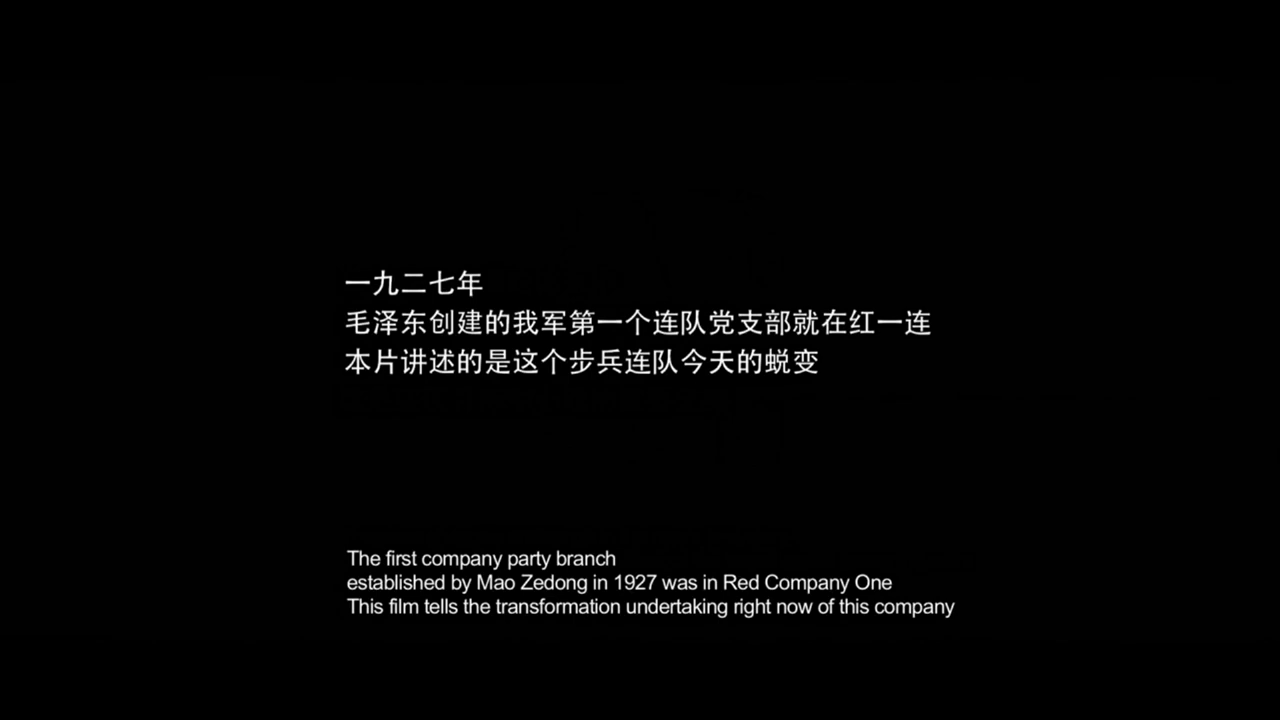 一九二七年
毛泽东创建的我军第一个连队党支部就在红一连
本片讲述的是这个步兵连队今天的蜕变
The first company party branch
established by Mao Zedong in 1927 was in Red Company One
This film tells the transformation undertaking right now of this company